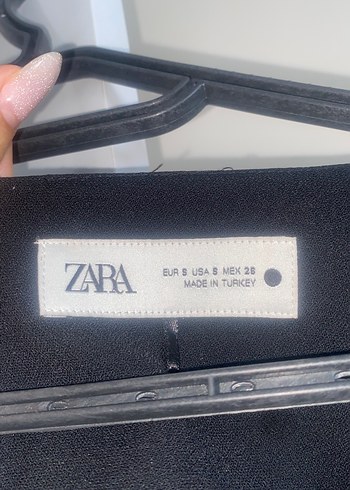 ZARA
EUR S USA S MEX 26
MADE IN TURKEY